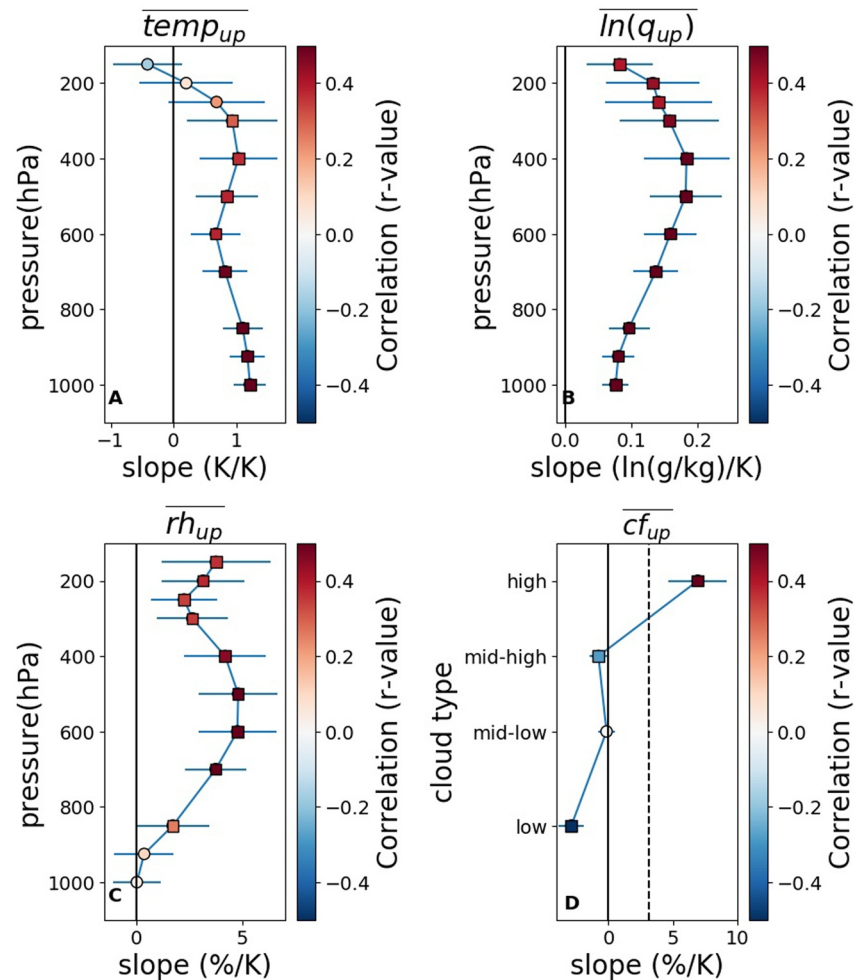 temp_up
pressure(hPa)
200
400
600
800
1000
A
−1 0 1
slope (K/K)
0.4
0.2
0.0
−0.2
−0.4
Correlation (r-value)
ln(q_up)
pressure(hPa)
200
400
600
800
1000
B
0.0 0.1 0.2
slope (ln(g/kg)/K)
0.4
0.2
0.0
−0.2
−0.4
Correlation (r-value)
rh_up
pressure(hPa)
200
400
600
800
1000
C
0 5
slope (%/K)
0.4
0.2
0.0
−0.2
−0.4
Correlation (r-value)
cf_up
cloud type
high
mid-high
mid-low
low
D
0 5 10
slope (%/K)
0.4
0.2
0.0
−0.2
−0.4
Correlation (r-value)